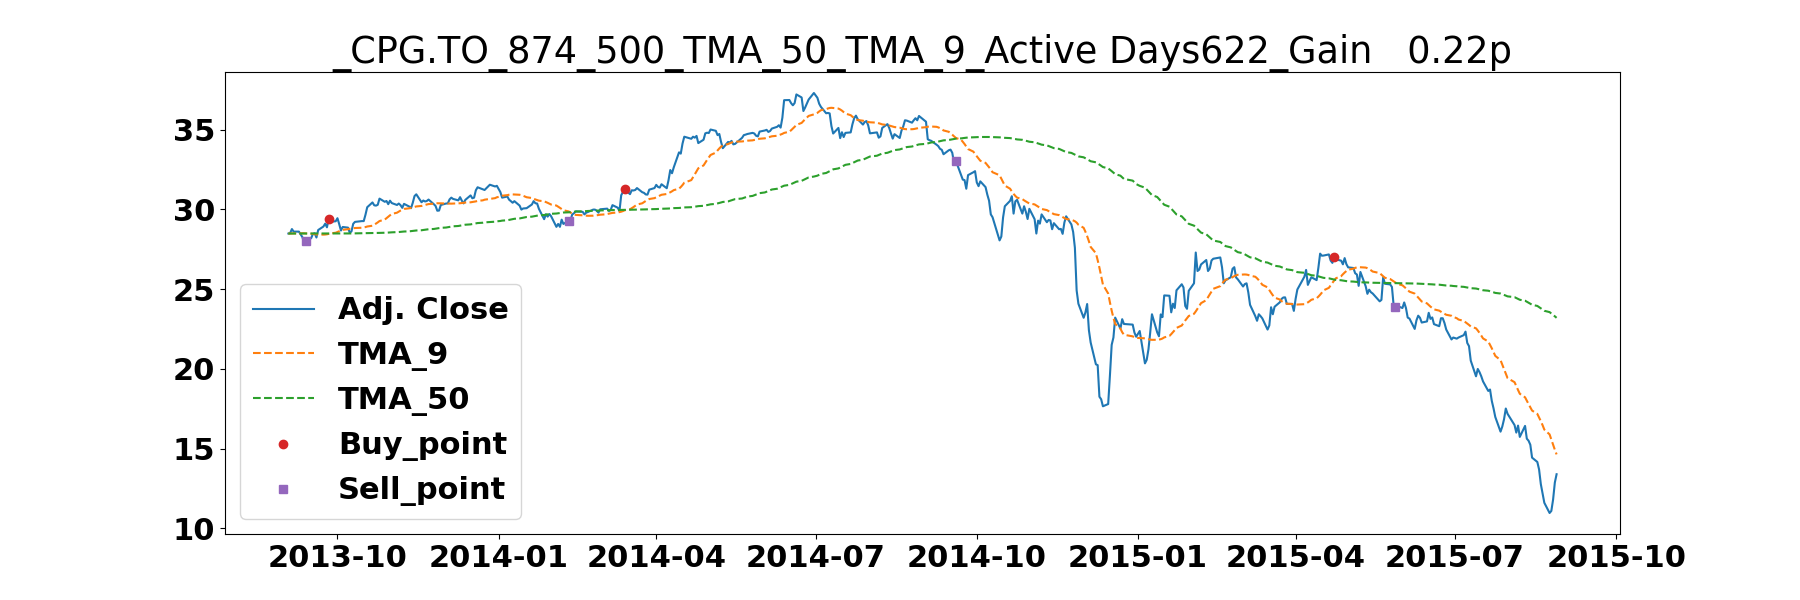 _CPG.TO_874_500_TMA_50_TMA_9_Active Days622_Gain   0.22p
35
30
25
20
15
10
Adj. Close
TMA_9
TMA_50
Buy_point
Sell_point
2013-10 2014-01 2014-04 2014-07 2014-10 2015-01 2015-04 2015-07 2015-10